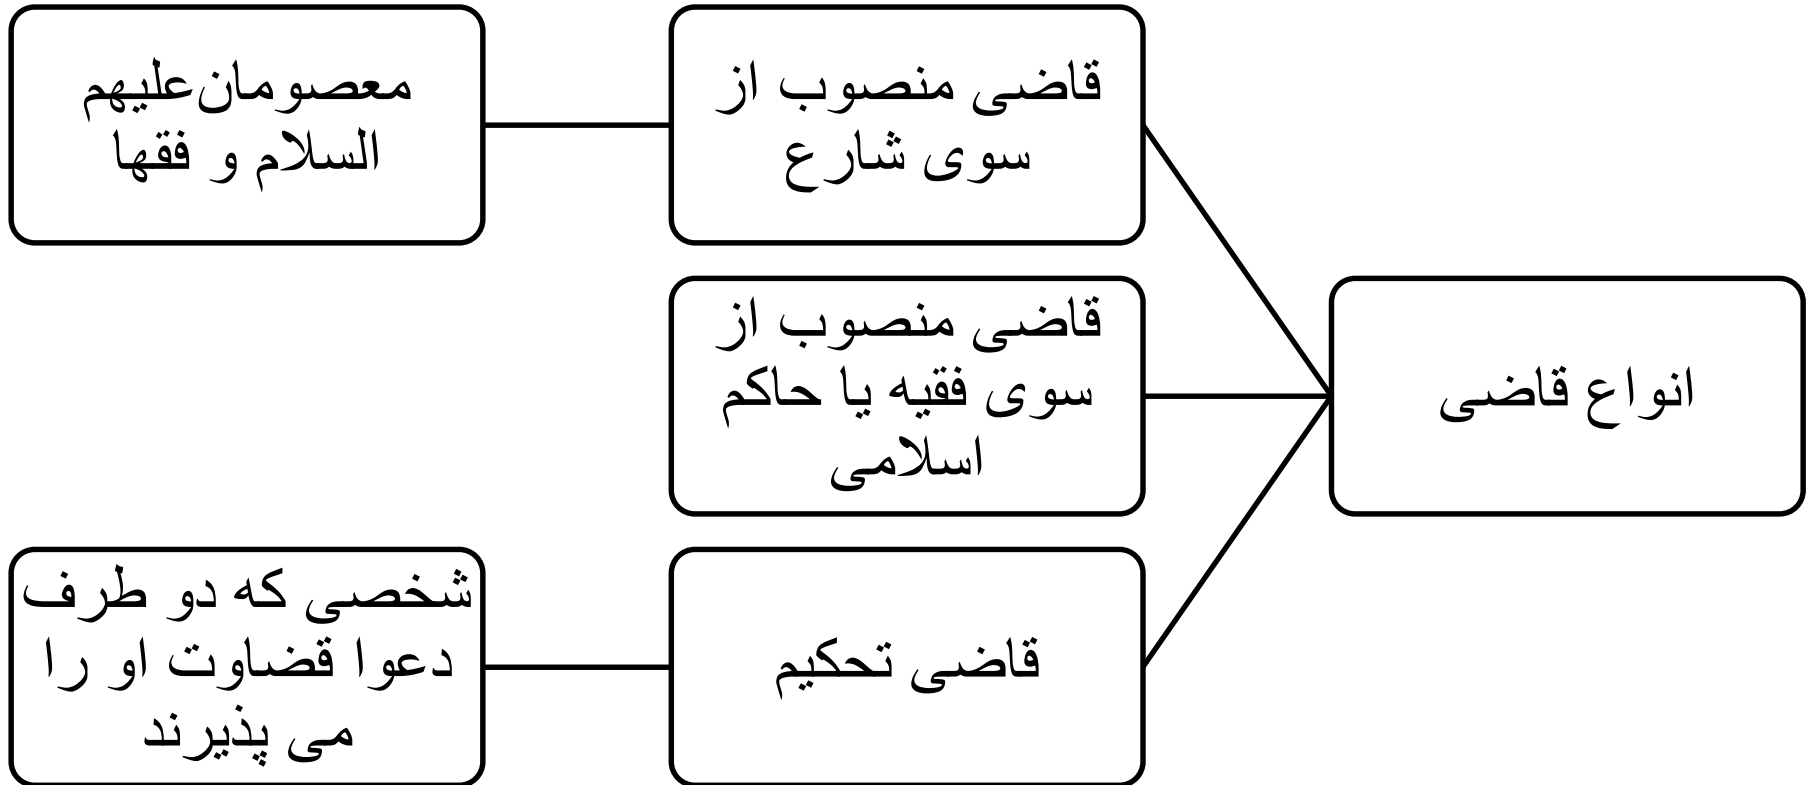 انواع قاضی
قاضی منصوب از
سوی شارع
معصومان‌علیهم
السلام و فقها
قاضی منصوب از
سوی فقیه یا حاکم
اسلامی
قاضی تحکیم
شخصی که دو طرف
دعوا قضاوت او را
می پذیرند